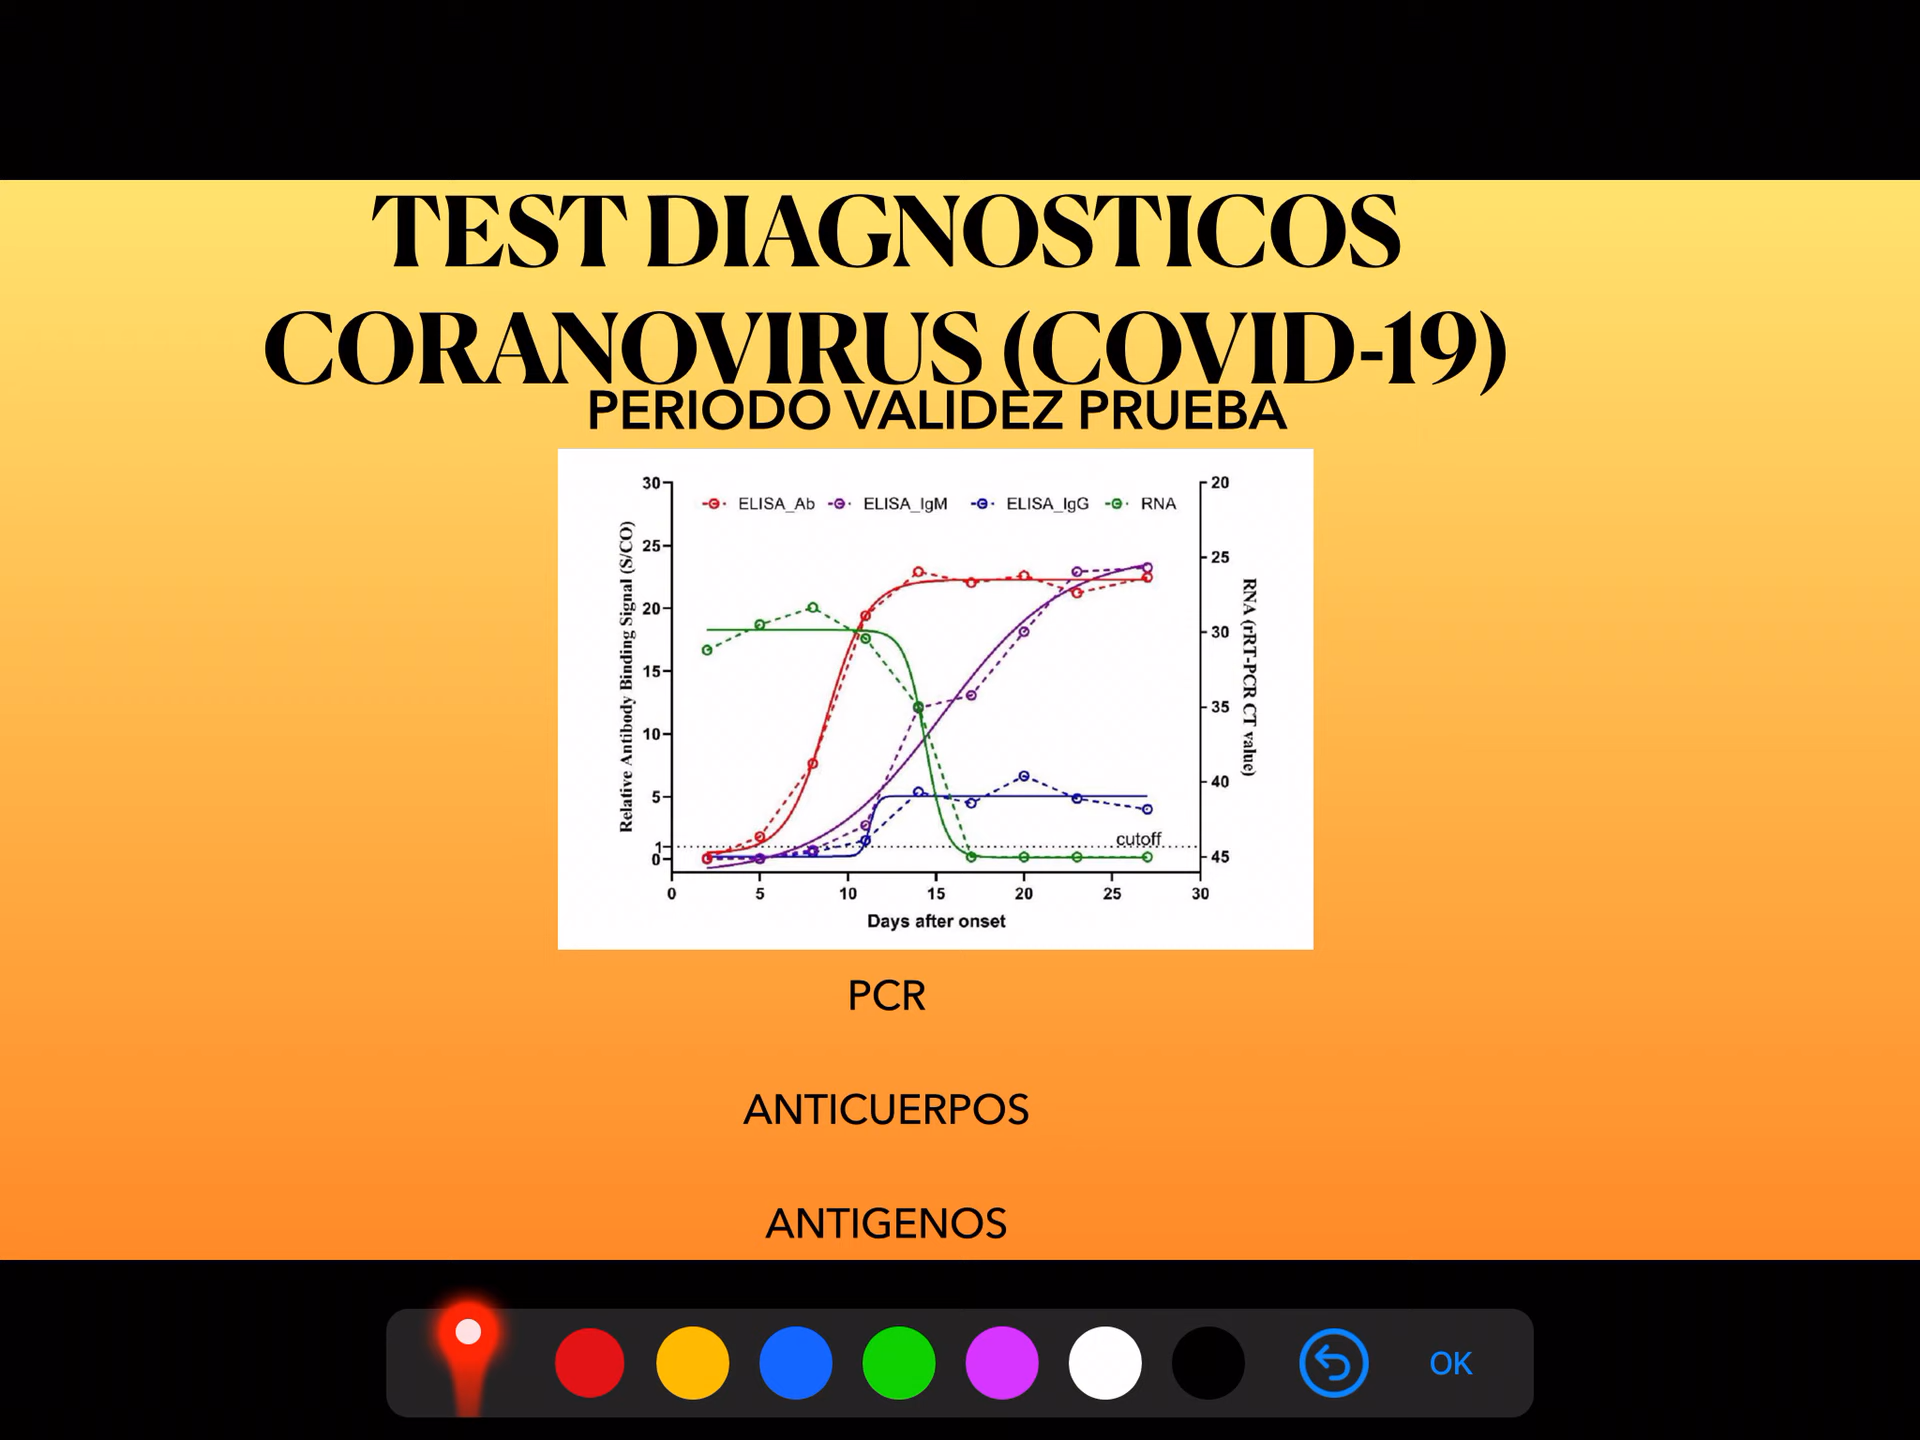 TEST DIAGNOSTICOS
CORANOVIRUS (COVID-19)
PERIODO VALIDEZ PRUEBA
ELISA_Ab ELISA_IgM ELISA_IgG RNA
Relative Antibody Binding Signal (S/CO)
30
25
20
15
10
5
1
0
20
25
30
35
40
45
RNA (rRT-PCR CT value)
cutoff
0 5 10 15 20 25 30
Days after onset
PCR
ANTICUERPOS
ANTIGENOS
OK